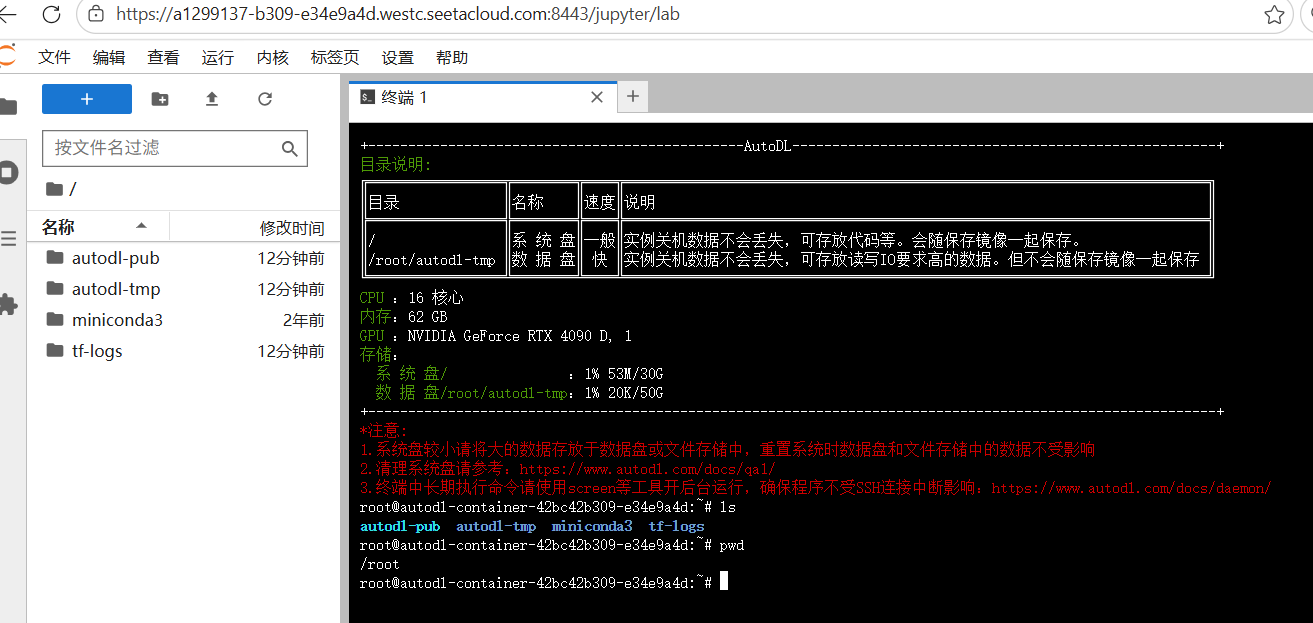 https://a1299137-b309-e34e9a4d.westc.seetacloud.com:8443/jupyter/lab
文件 编辑 查看 运行 内核 标签页 设置 帮助
终端 1
按文件名过滤
/
名称 修改时间
autodl-pub 12分钟前
autodl-tmp 12分钟前
miniconda3 2年前
tf-logs 12分钟前
+-----------------------------------------------AutoDL-----------------------------------------------------+
目录说明:
目录 名称 速度 说明
/ 系 统 盘 一般 实例关机数据不会丢失，可存放代码等。会随保存镜像一起保存。
/root/autodl-tmp 数 据 盘 快 实例关机数据不会丢失，可存放读写IO要求高的数据。但不会随保存镜像一起保存
CPU ：16 核心
内存：62 GB
GPU ：NVIDIA GeForce RTX 4090 D, 1
存储：
系 统 盘/ ：1% 53M/30G
数 据 盘/root/autodl-tmp：1% 20K/50G
+----------------------------------------------------------------------------------------------------------+
*注意:
1.系统盘较小请将大的数据存放于数据盘或文件存储中，重置系统时数据盘和文件存储中的数据不受影响
2.清理系统盘请参考：https://www.autodl.com/docs/qa1/
3.终端中长期执行命令请使用screen等工具开后台运行，确保程序不受SSH连接中断影响：https://www.autodl.com/docs/daemon/
root@autodl-container-42bc42b309-e34e9a4d:~# ls
autodl-pub autodl-tmp miniconda3 tf-logs
root@autodl-container-42bc42b309-e34e9a4d:~# pwd
/root
root@autodl-container-42bc42b309-e34e9a4d:~#